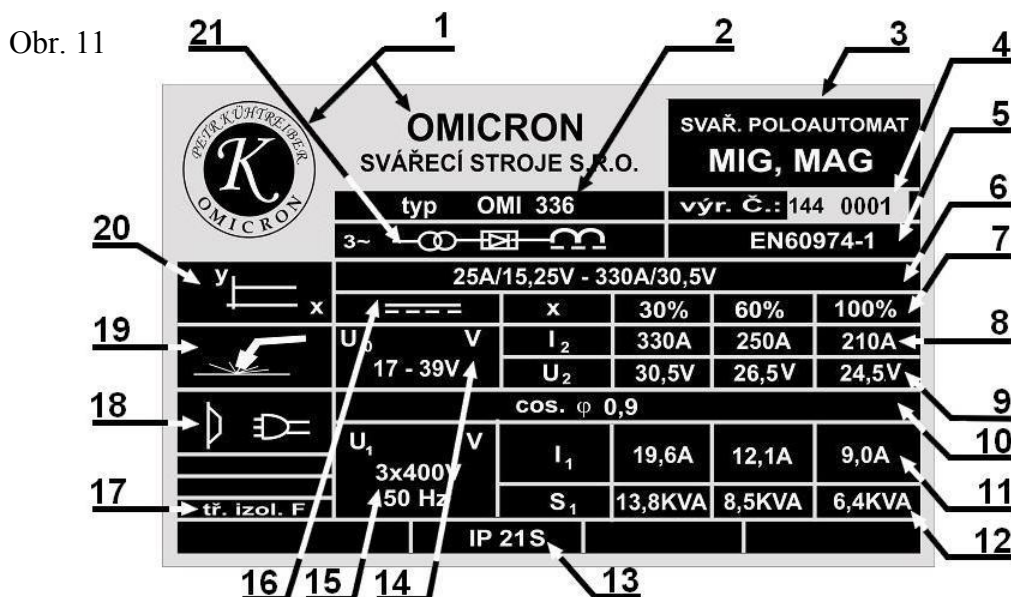 Obr. 11
21 1 2 3 4
PETR KÜHTREIBER
K
OMICRON
OMICRON
SVÁŘECÍ STROJE S.R.O.
SVAŘ. POLOAUTOMAT
MIG, MAG
5
typ OMI 336
výr. Č.: 144 0001
6
3~
EN60974-1
7
20
y
x
25A/15,25V - 330A/30,5V
x 30% 60% 100%
8
19
U0 V
17 - 39V
I2 330A 250A 210A
U2 30,5V 26,5V 24,5V
9
18
cos. φ 0,9
10
U1 V
3x400V
50 Hz
I1 19,6A 12,1A 9,0A
11
17
tř. izol. F
S1 13,8KVA 8,5KVA 6,4KVA
12
IP 21S
16 15 14 13